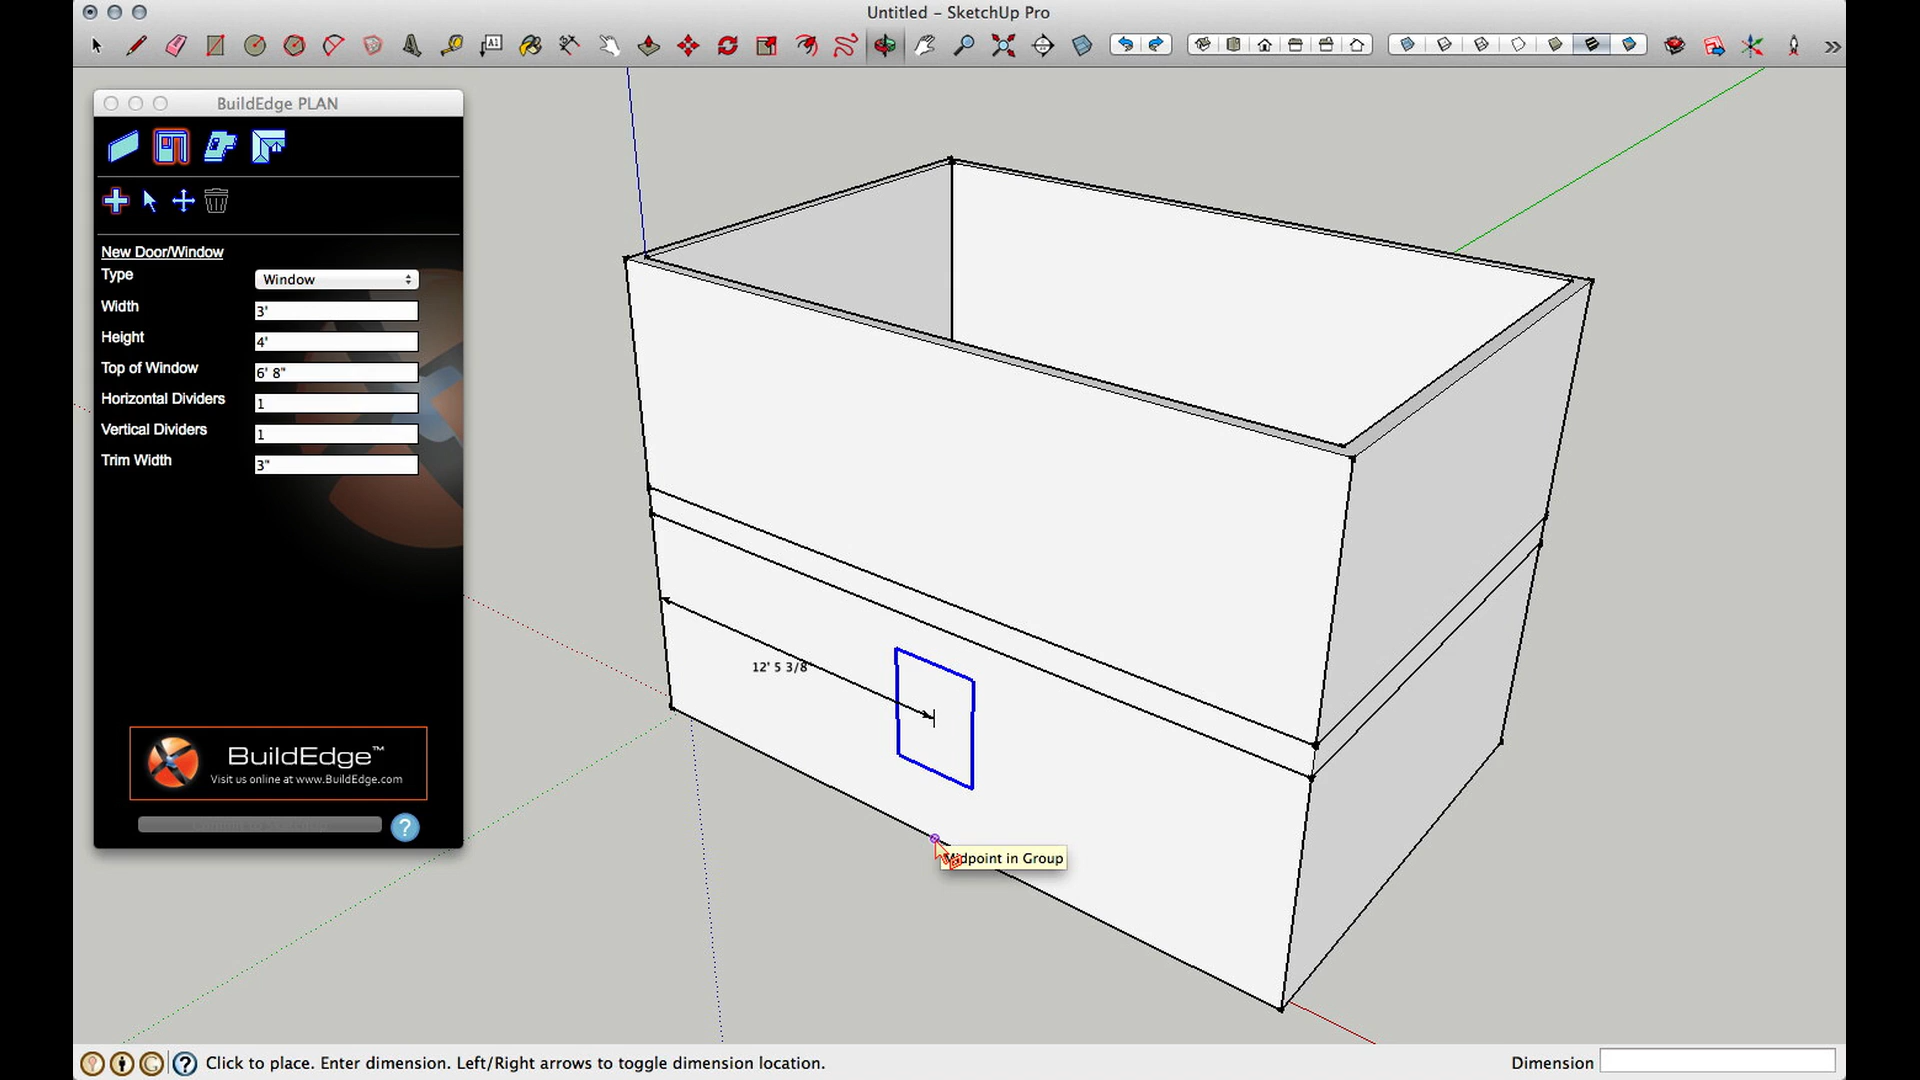 Untitled – SketchUp Pro
A1
BuildEdge PLAN
New Door/Window
Type
Window
Width
3'
Height
4'
Top of Window
6' 8"
Horizontal Dividers
1
Vertical Dividers
1
Trim Width
3"
12' 5 3/8
BuildEdge™
Visit us online at www.BuildEdge.com
?
Midpoint in Group
? Click to place. Enter dimension. Left/Right arrows to toggle dimension location.
Dimension